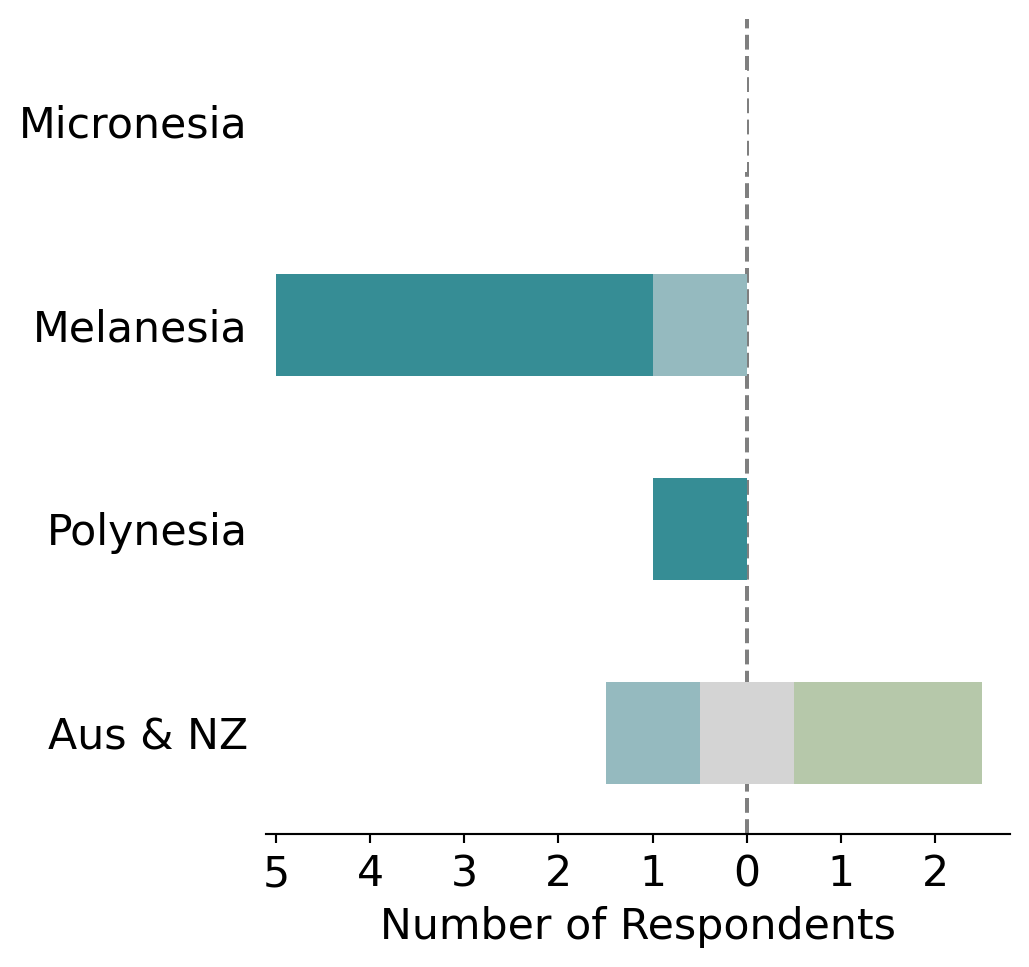 Micronesia
Melanesia
Polynesia
Aus & NZ
5 4 3 2 1 0 1 2
Number of Respondents